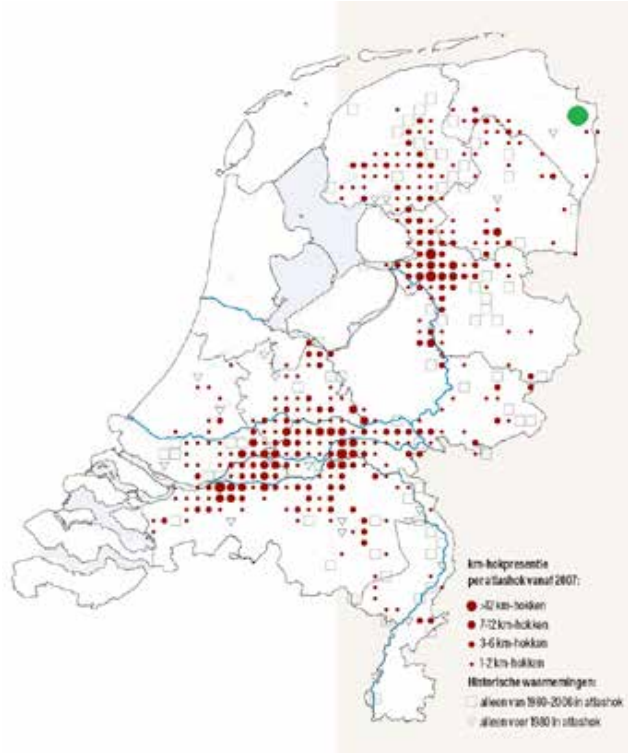 km-hokpresentie
per atlashok vanaf 2007:
>12 km-hokken
7-12 km-hokken
3-6 km-hokken
1-2 km-hokken
Historische waarnemingen:
alleen van 1980-2006 in atlashok
alleen voor 1980 in atlashok